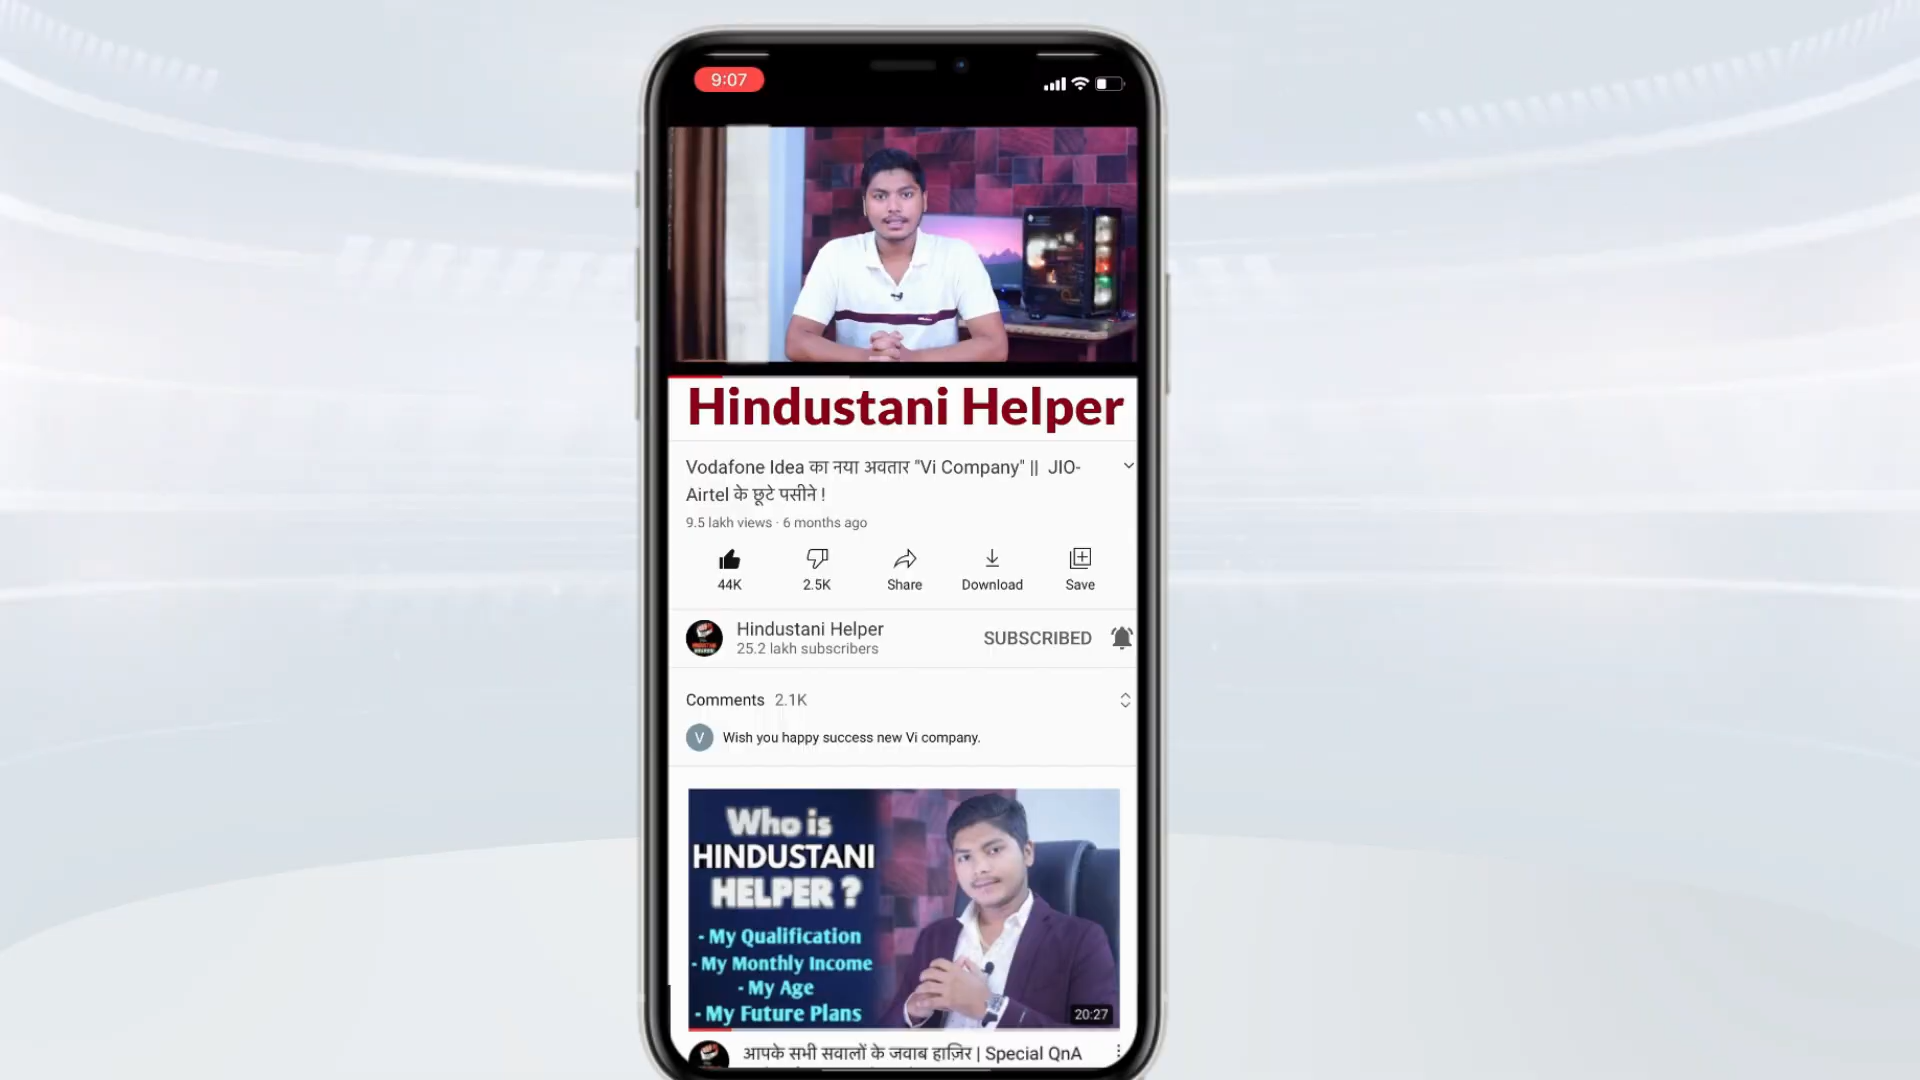 9:07
Hindustani Helper
Vodafone Idea का नया अवतार "Vi Company" || JIO-
Airtel के छूटे पसीने !
9.5 lakh views · 6 months ago
44K
2.5K
Share
Download
Save
Hindustani Helper
25.2 lakh subscribers
SUBSCRIBED
Comments 2.1K
V
Wish you happy success new Vi company.
Who is
HINDUSTANI
HELPER ?
- My Qualification
- My Monthly Income
- My Age
- My Future Plans
20:27
आपके सभी सवालों के जवाब हाज़िर | Special QnA